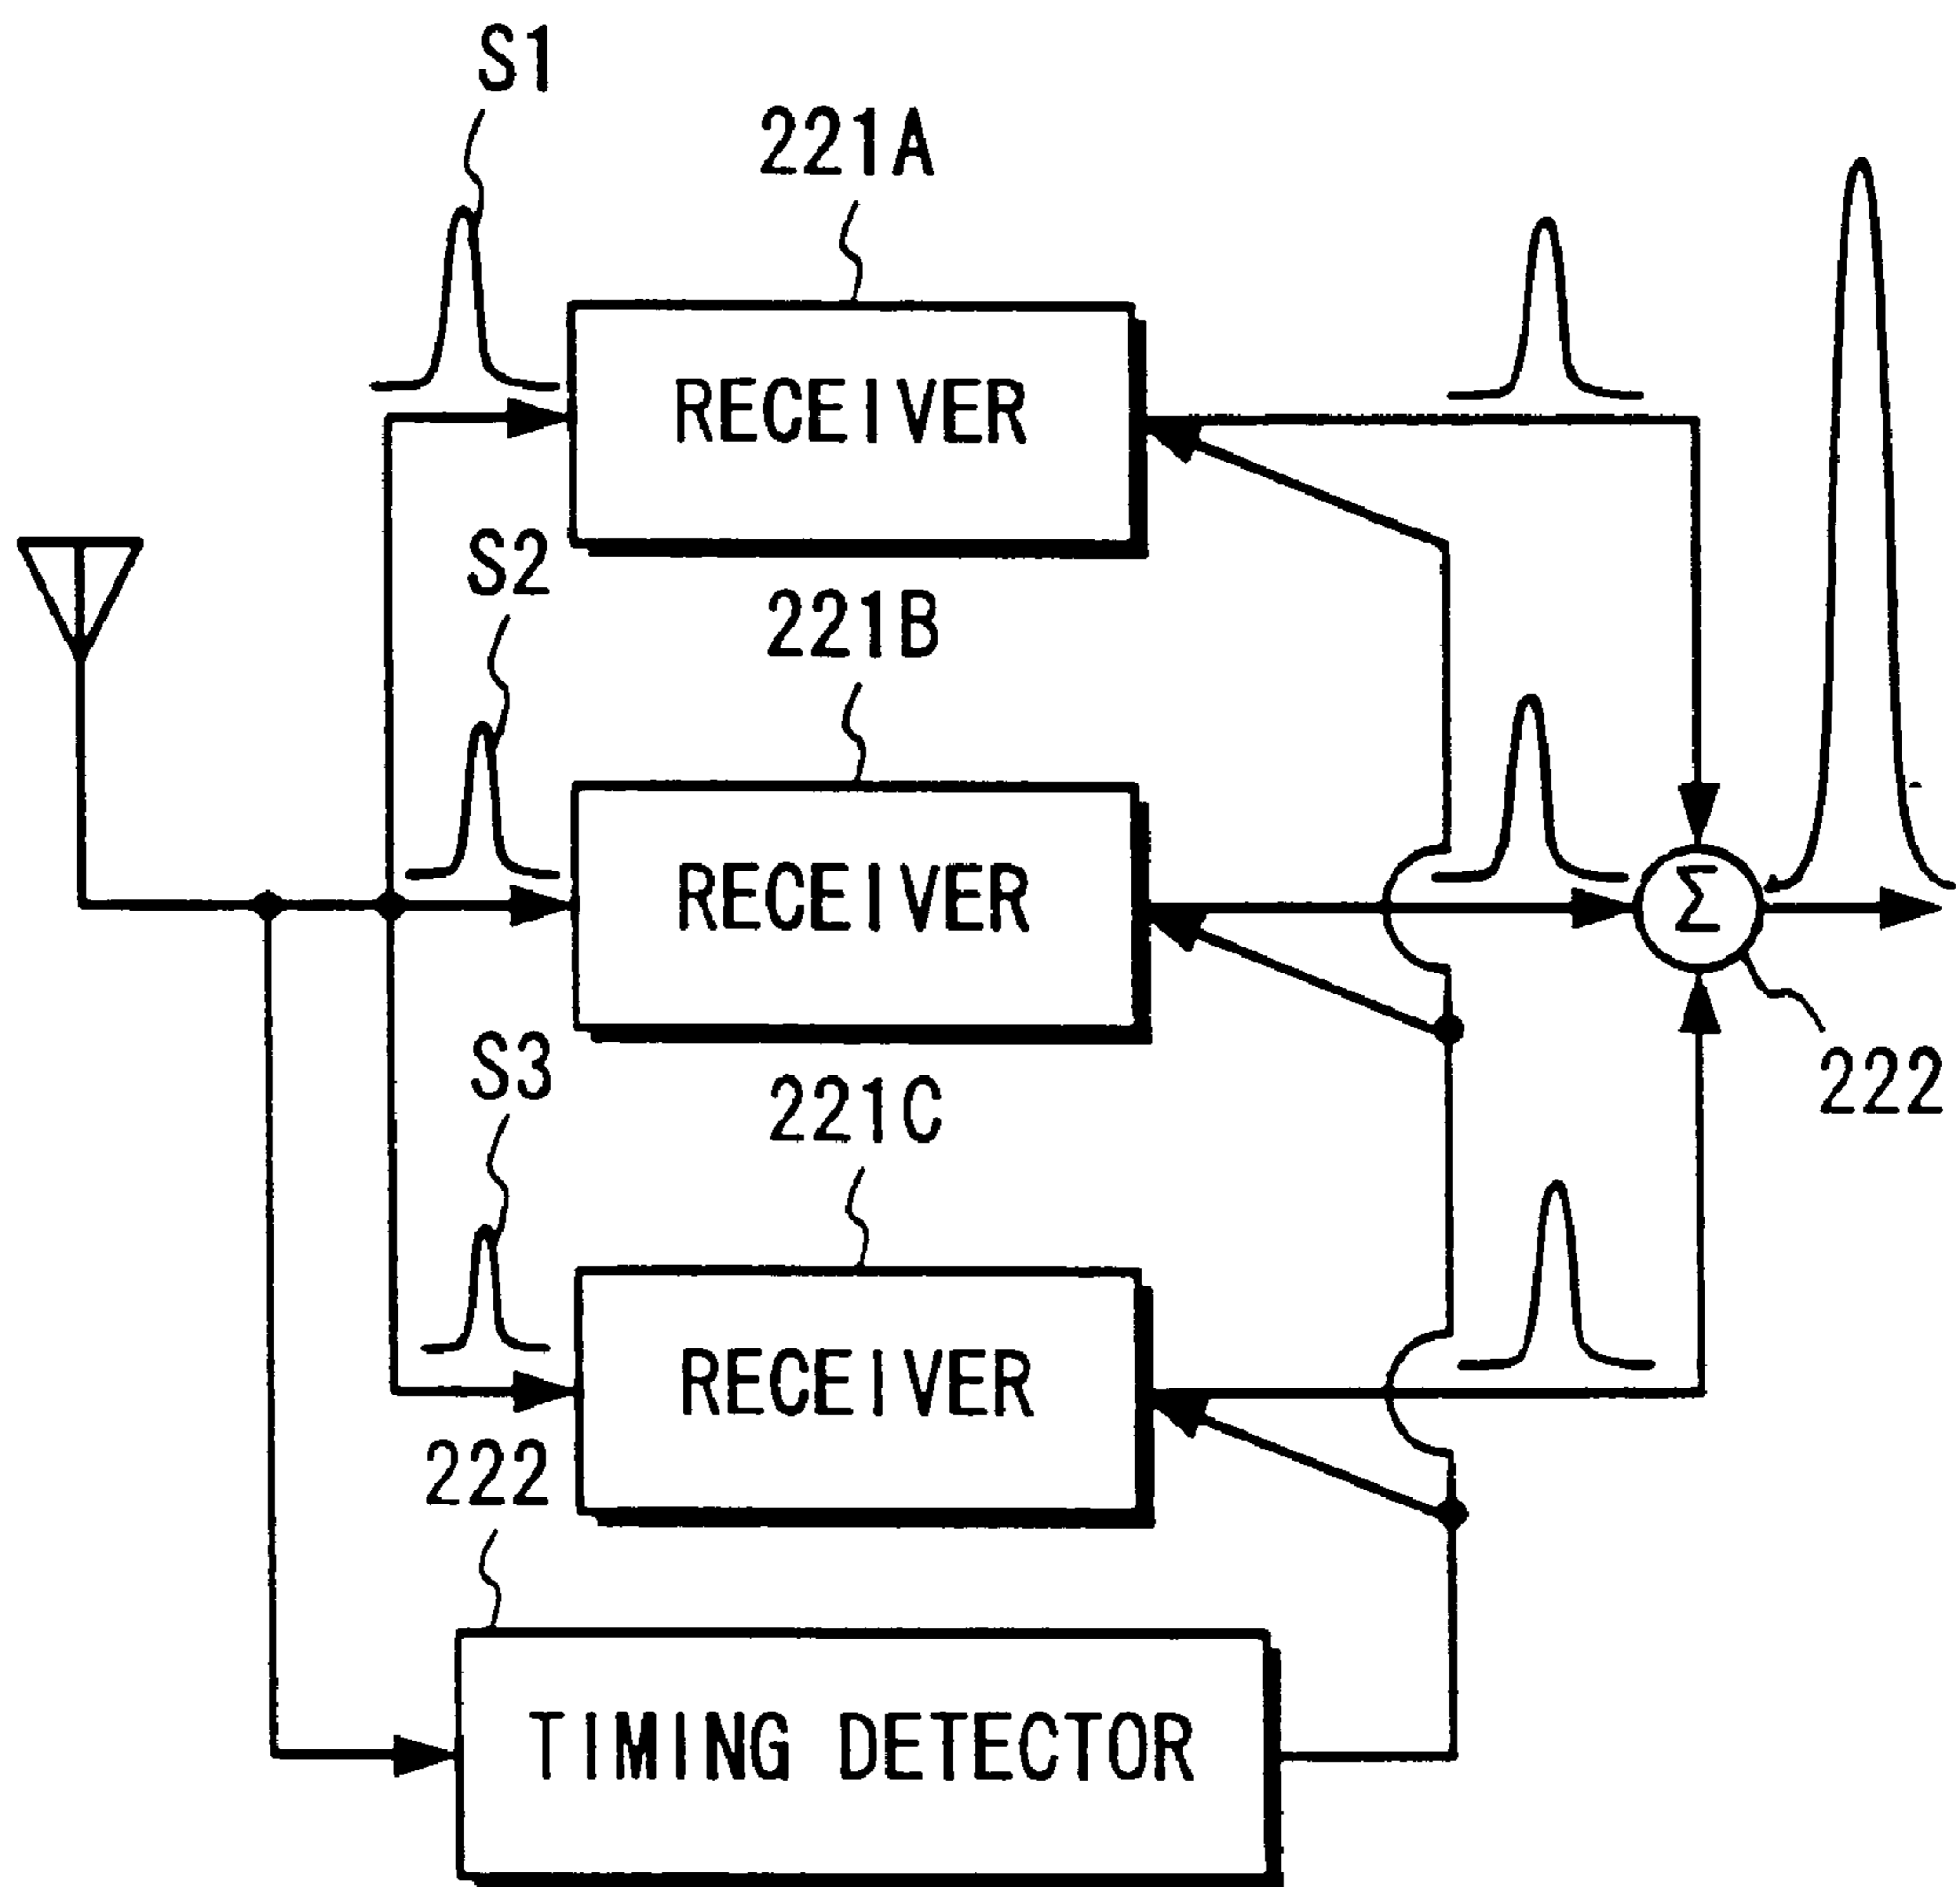 S1
221A
RECEIVER
S2
221B
RECEIVER
Σ
222
S3
221C
RECEIVER
222
TIMING DETECTOR